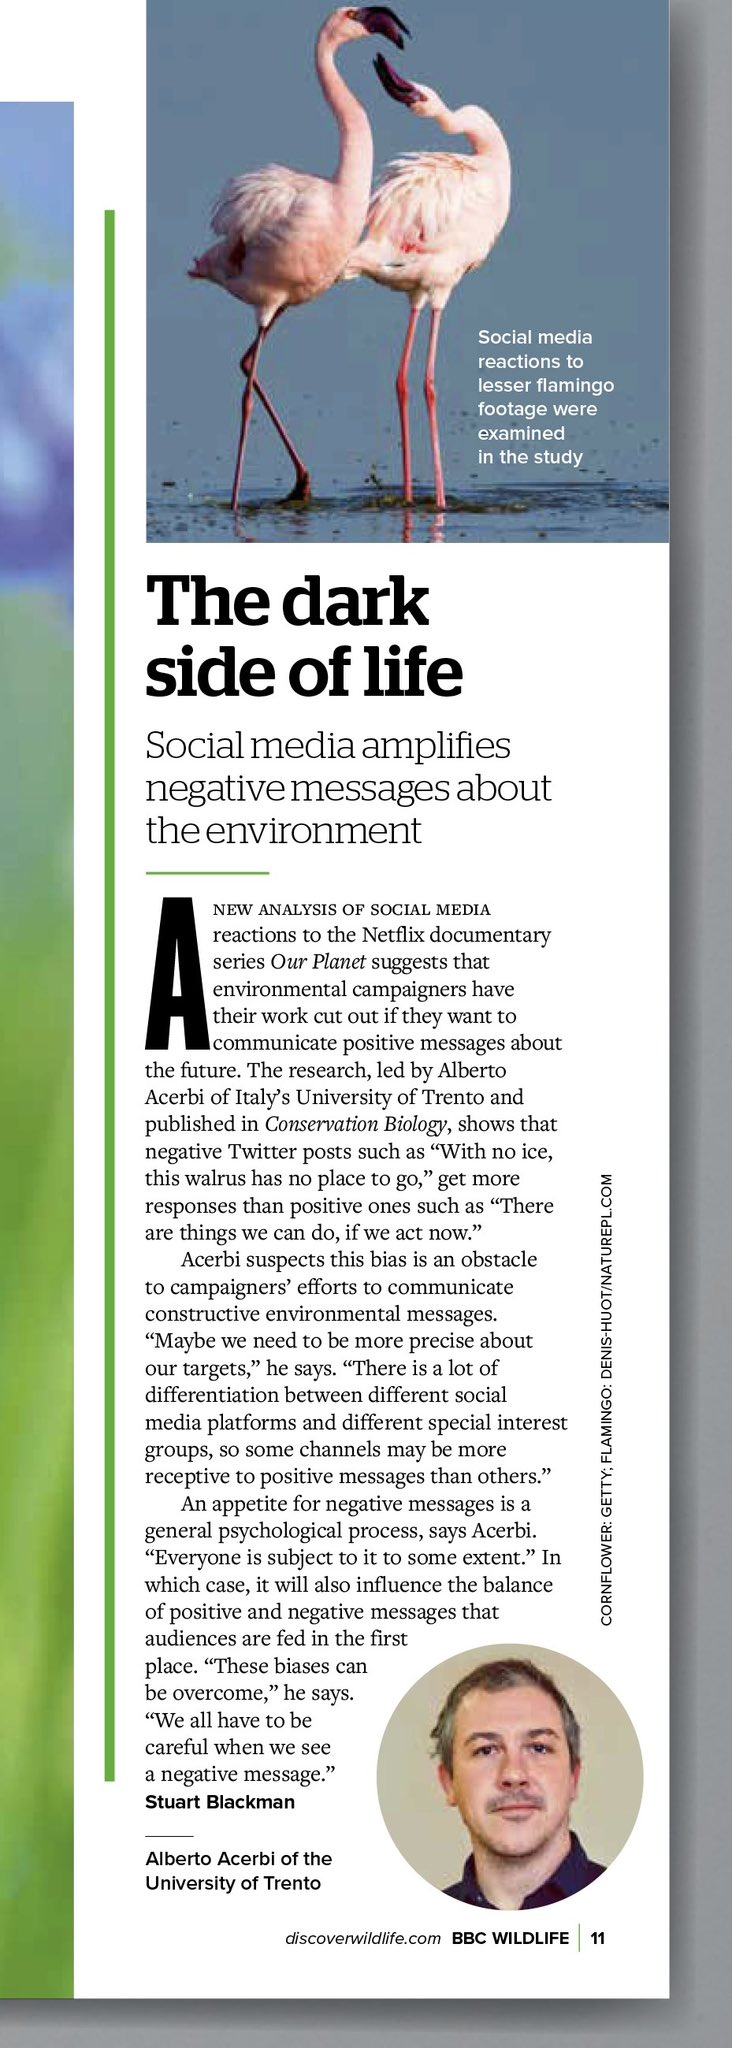 Social media
reactions to
lesser flamingo
footage were
examined
in the study
The dark
side of life
Social media amplifies
negative messages about
the environment
A NEW ANALYSIS OF SOCIAL MEDIA
reactions to the Netflix documentary
series Our Planet suggests that
environmental campaigners have
their work cut out if they want to
communicate positive messages about
the future. The research, led by Alberto
Acerbi of Italy's University of Trento and
published in Conservation Biology, shows that
negative Twitter posts such as “With no ice,
this walrus has no place to go,” get more
responses than positive ones such as “There
are things we can do, if we act now.”
Acerbi suspects this bias is an obstacle
to campaigners’ efforts to communicate
constructive environmental messages.
“Maybe we need to be more precise about
our targets,” he says. “There is a lot of
differentiation between different social
media platforms and different special interest
groups, so some channels may be more
receptive to positive messages than others.”
An appetite for negative messages is a
general psychological process, says Acerbi.
“Everyone is subject to it to some extent.” In
which case, it will also influence the balance
of positive and negative messages that
audiences are fed in the first
place. “These biases can
be overcome,” he says.
“We all have to be
careful when we see
a negative message.”
Stuart Blackman
Alberto Acerbi of the
University of Trento
CORNFLOWER: GETTY; FLAMINGO: DENIS-HUOT/NATUREPL.COM
discoverwildlife.com BBC WILDLIFE 11